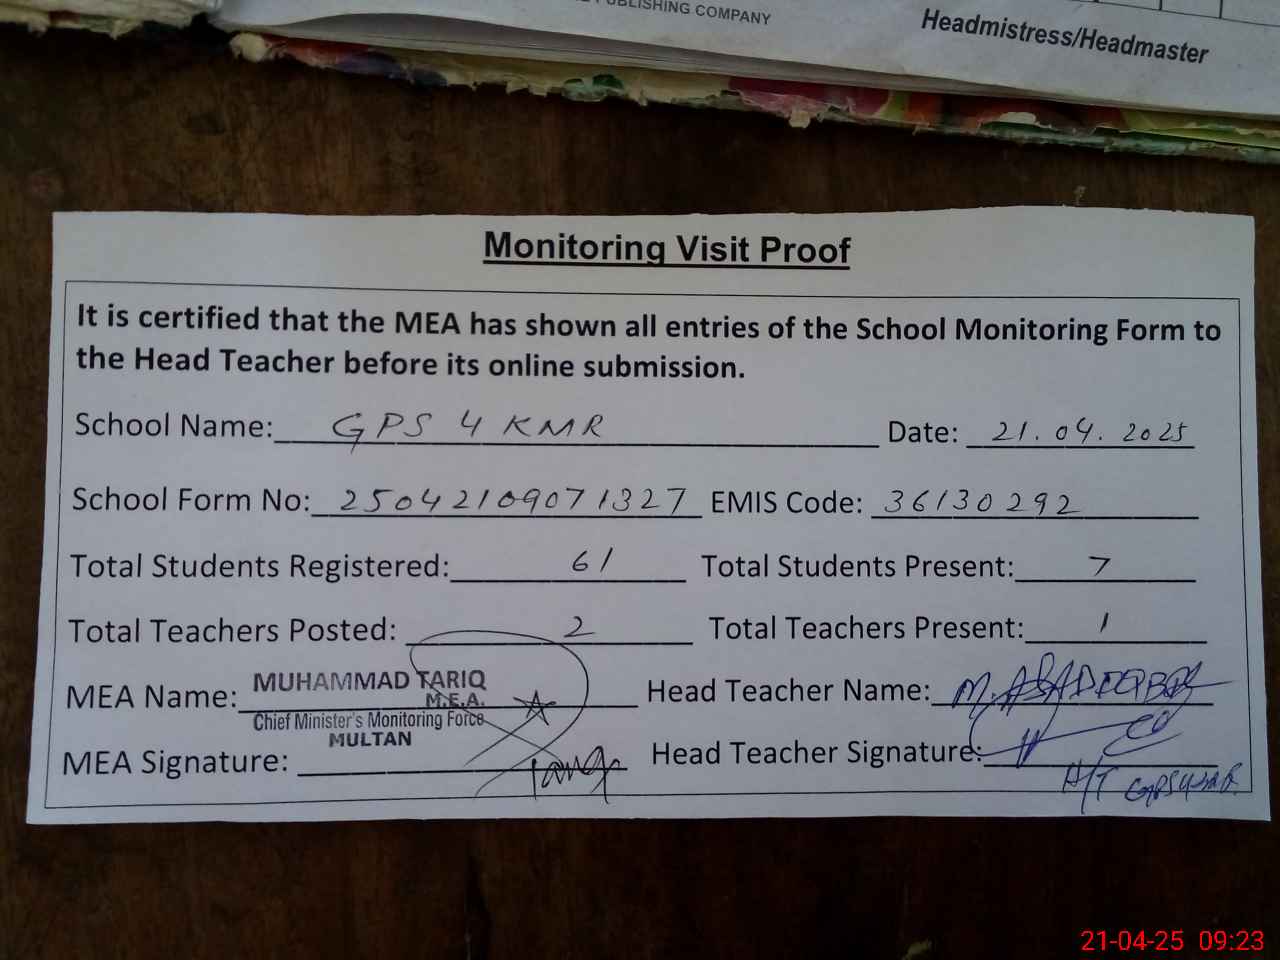 PUBLISHING COMPANY
Headmistress/Headmaster
Monitoring Visit Proof
It is certified that the MEA has shown all entries of the School Monitoring Form to
the Head Teacher before its online submission.
School Name: GPS 4 KMR Date: 21.04.2025
School Form No: 25042109071327 EMIS Code: 36130292
Total Students Registered: 61 Total Students Present: 7
Total Teachers Posted: 2 Total Teachers Present: 1
MEA Name: MUHAMMAD TARIQ Head Teacher Name:
M.E.A.
Chief Minister's Monitoring Force
MULTAN
MEA Signature: Tariq Head Teacher Signature:
H/T
21-04-25 09:23